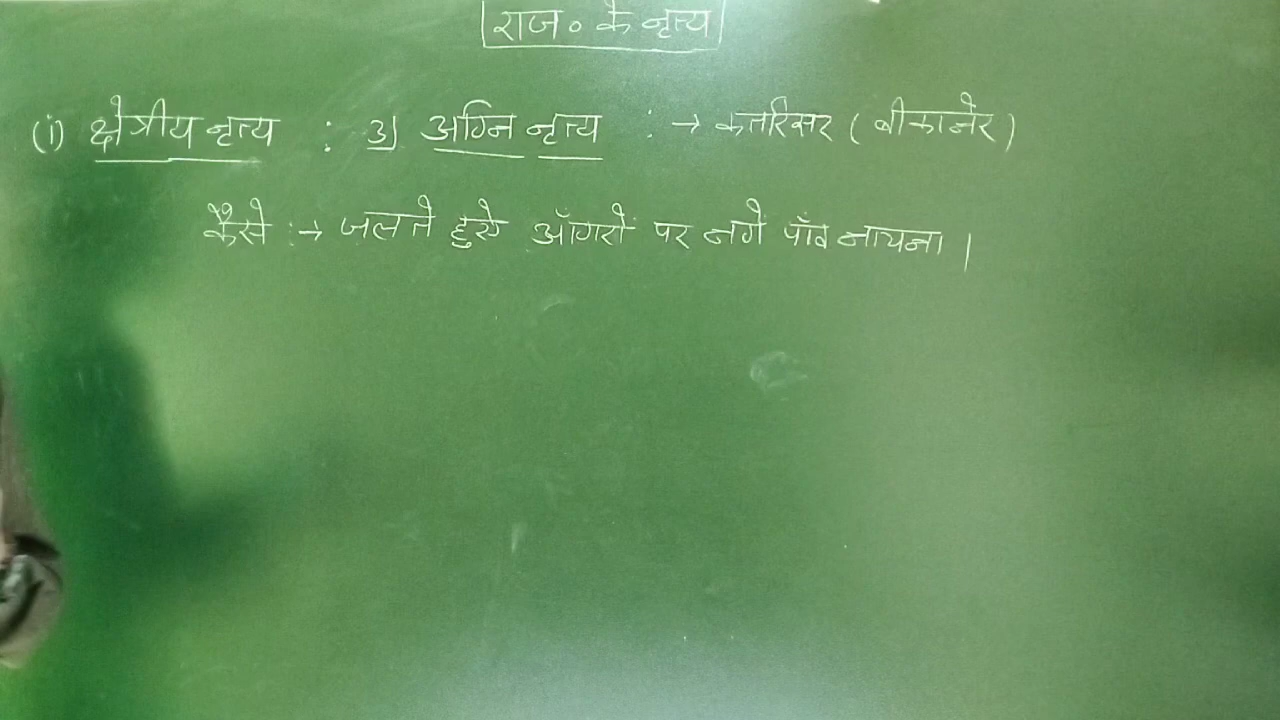 राज० के नृत्य
(i) क्षेत्रीय नृत्य : 3) अग्नि नृत्य : → कतरिसर (बीकानेर)
कैसे :→ जलते हुए अँगारों पर नंगे पाँव नाचना।